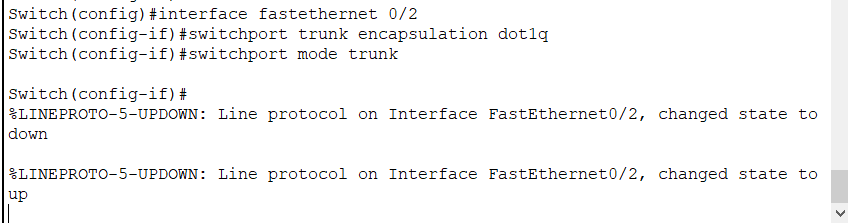 Switch(config)#interface fastethernet 0/2
Switch(config-if)#switchport trunk encapsulation dot1q
Switch(config-if)#switchport mode trunk
Switch(config-if)#
%LINEPROTO-5-UPDOWN: Line protocol on Interface FastEthernet0/2, changed state to
down
%LINEPROTO-5-UPDOWN: Line protocol on Interface FastEthernet0/2, changed state to
up